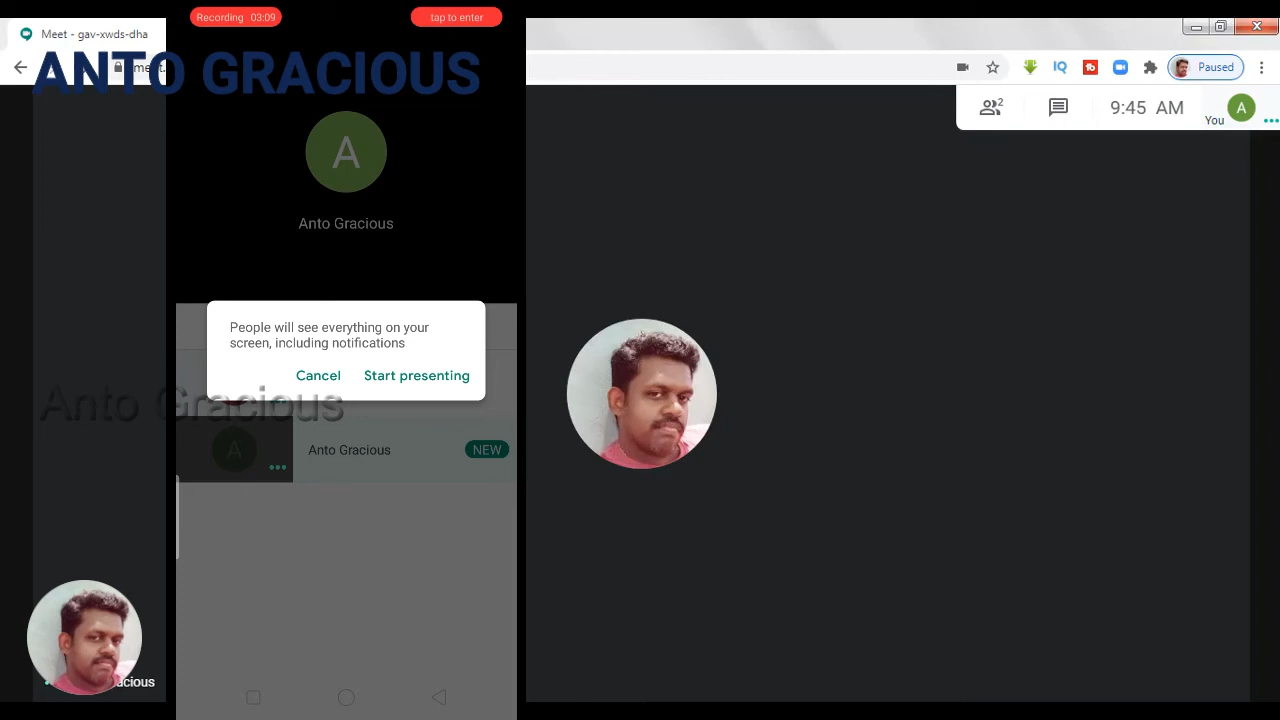 Recording 03:09
tap to enter
Meet - gav-xwds-dha
ANTO GRACIOUS
Paused
2
9:45 AM
You
A
A
Anto Gracious
People will see everything on your
screen, including notifications
Cancel
Start presenting
Anto Gracious
A
Anto Gracious
NEW